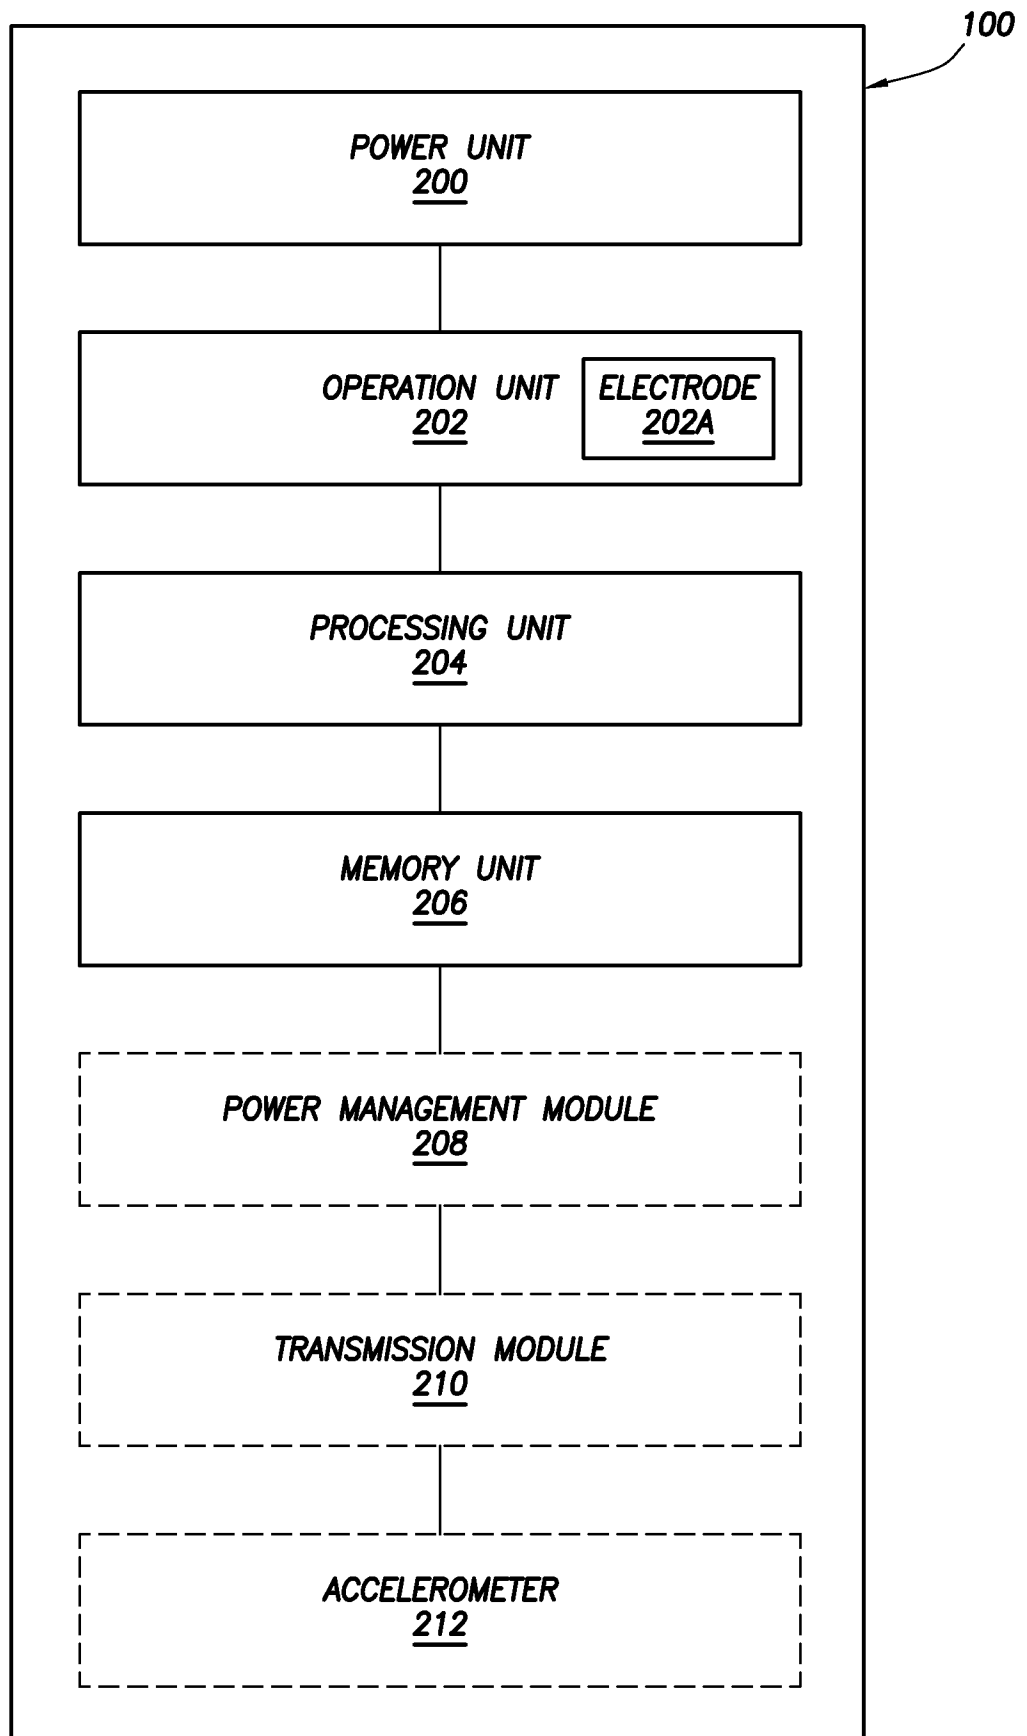 100
POWER UNIT
200
OPERATION UNIT
202
ELECTRODE
202A
PROCESSING UNIT
204
MEMORY UNIT
206
POWER MANAGEMENT MODULE
208
TRANSMISSION MODULE
210
ACCELEROMETER
212